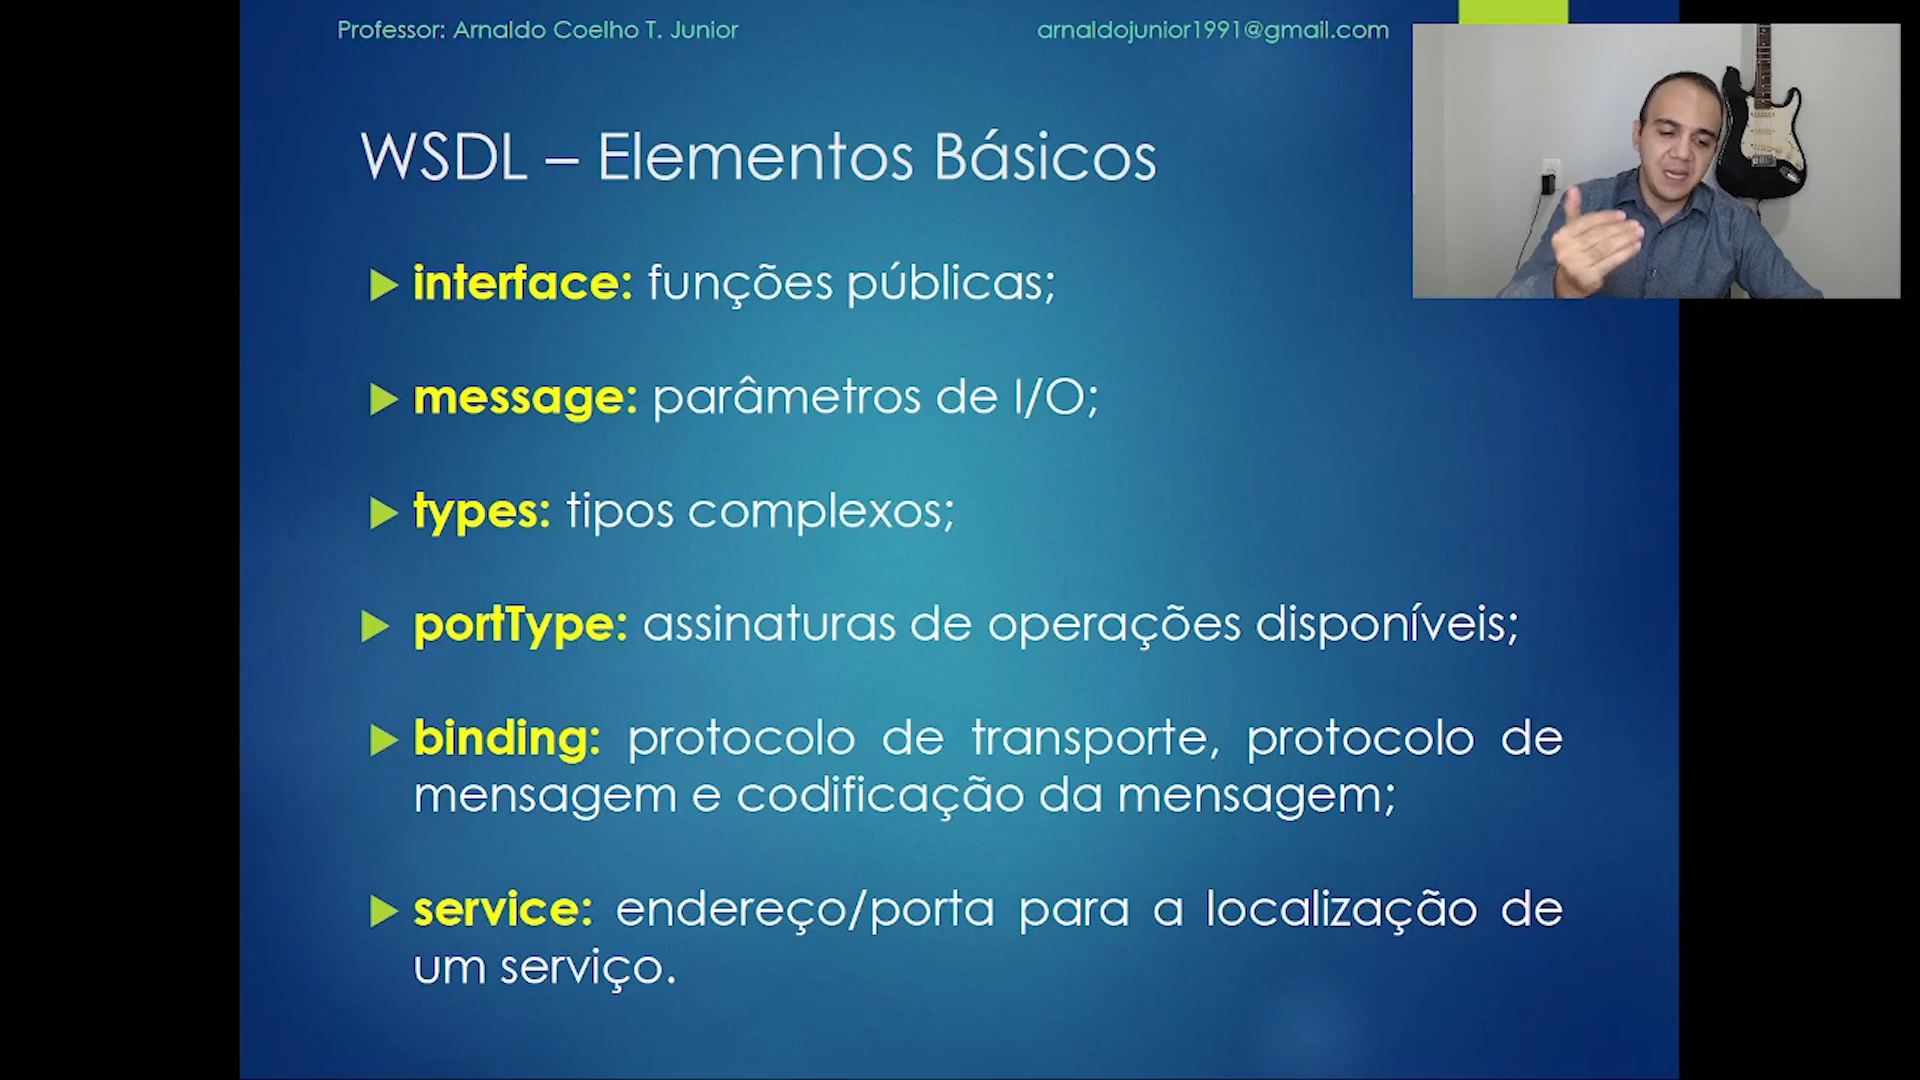 Professor: Arnaldo Coelho T. Junior
arnaldojunior1991@gmail.com
WSDL – Elementos Básicos
interface: funções públicas;
message: parâmetros de I/O;
types: tipos complexos;
portType: assinaturas de operações disponíveis;
binding: protocolo de transporte, protocolo de
mensagem e codificação da mensagem;
service: endereço/porta para a localização de
um serviço.